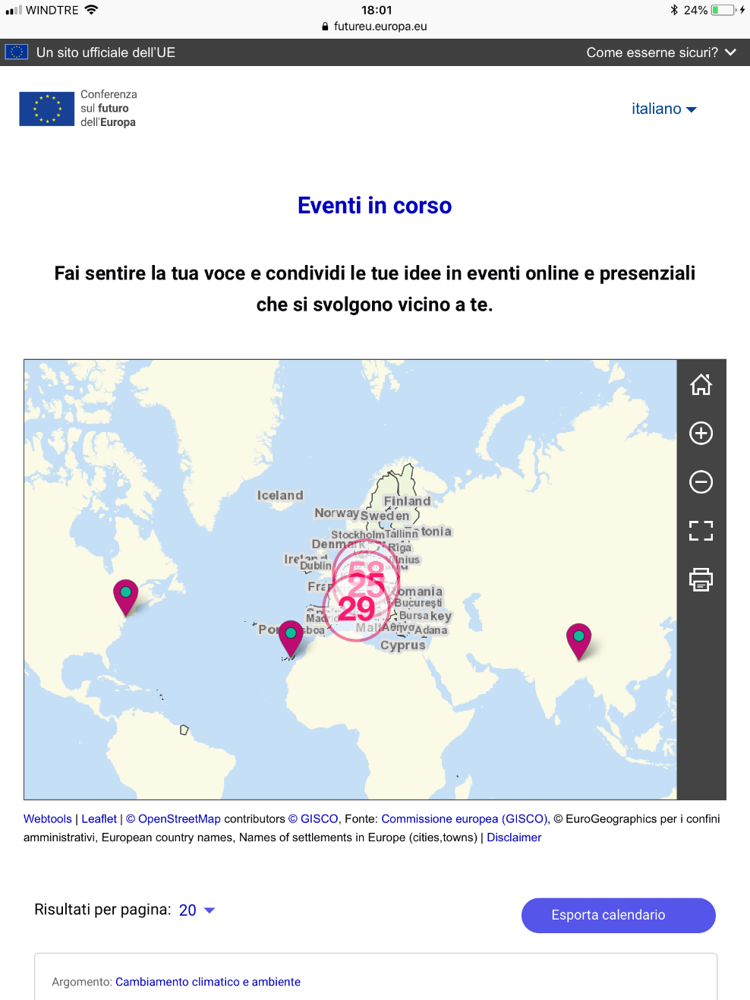 WINDTRE 18:01 24%
futureu.europa.eu
Un sito ufficiale dell'UE Come esserne sicuri?
Conferenza
sul futuro
dell'Europa
italiano
Eventi in corso
Fai sentire la tua voce e condividi le tue idee in eventi online e presenziali
che si svolgono vicino a te.
Iceland
Finland
Norway
Sweden
Stockholm Tallinn
Denmark Rīga
Dublin
58
25
29
București
Bursa
Adana
Cyprus
Webtools | Leaflet | © OpenStreetMap contributors © GISCO, Fonte: Commissione europea (GISCO), © EuroGeographics per i confini
amministrativi, European country names, Names of settlements in Europe (cities,towns) | Disclaimer
Risultati per pagina: 20
Esporta calendario
Argomento: Cambiamento climatico e ambiente